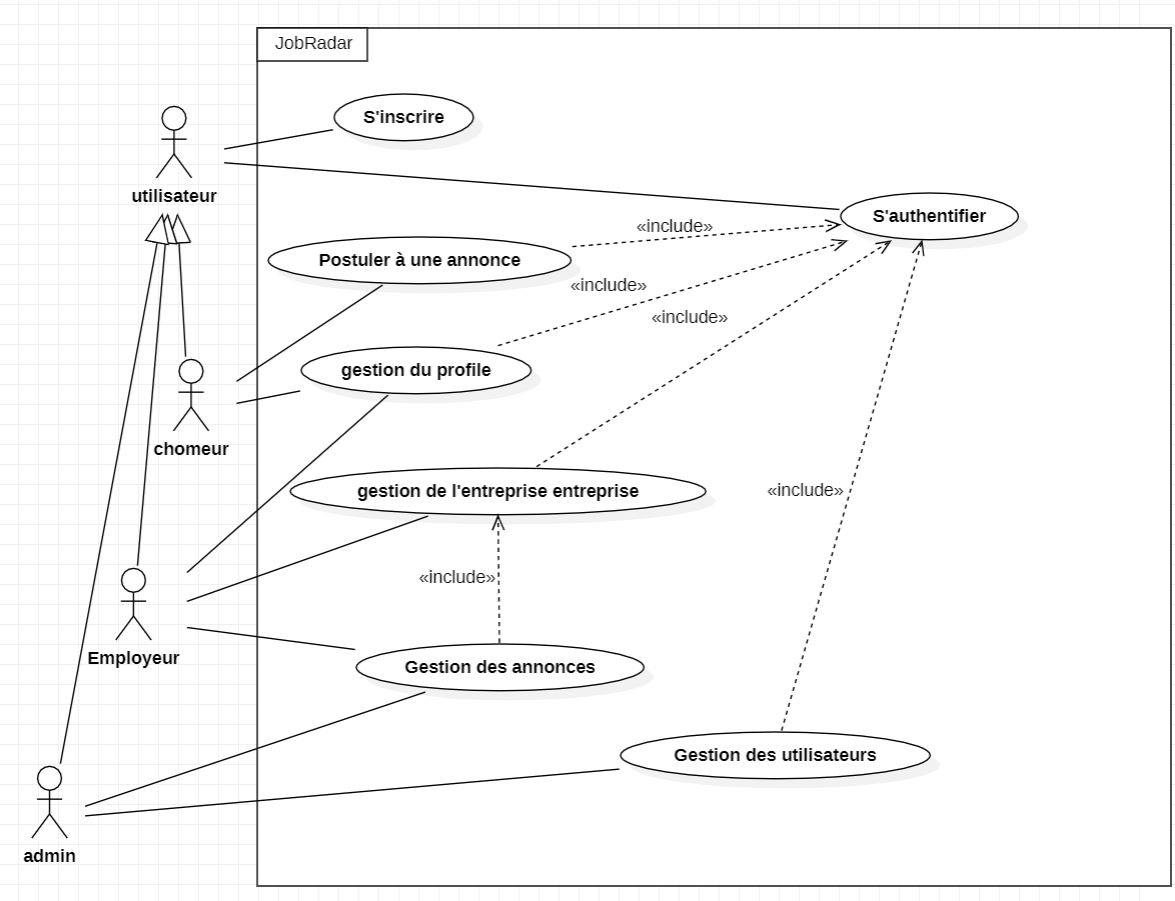 JobRadar
S'inscrire
utilisateur
S'authentifier
«include»
Postuler à une annonce
«include»
«include»
gestion du profile
chomeur
gestion de l'entreprise entreprise
«include»
«include»
Employeur
Gestion des annonces
Gestion des utilisateurs
admin